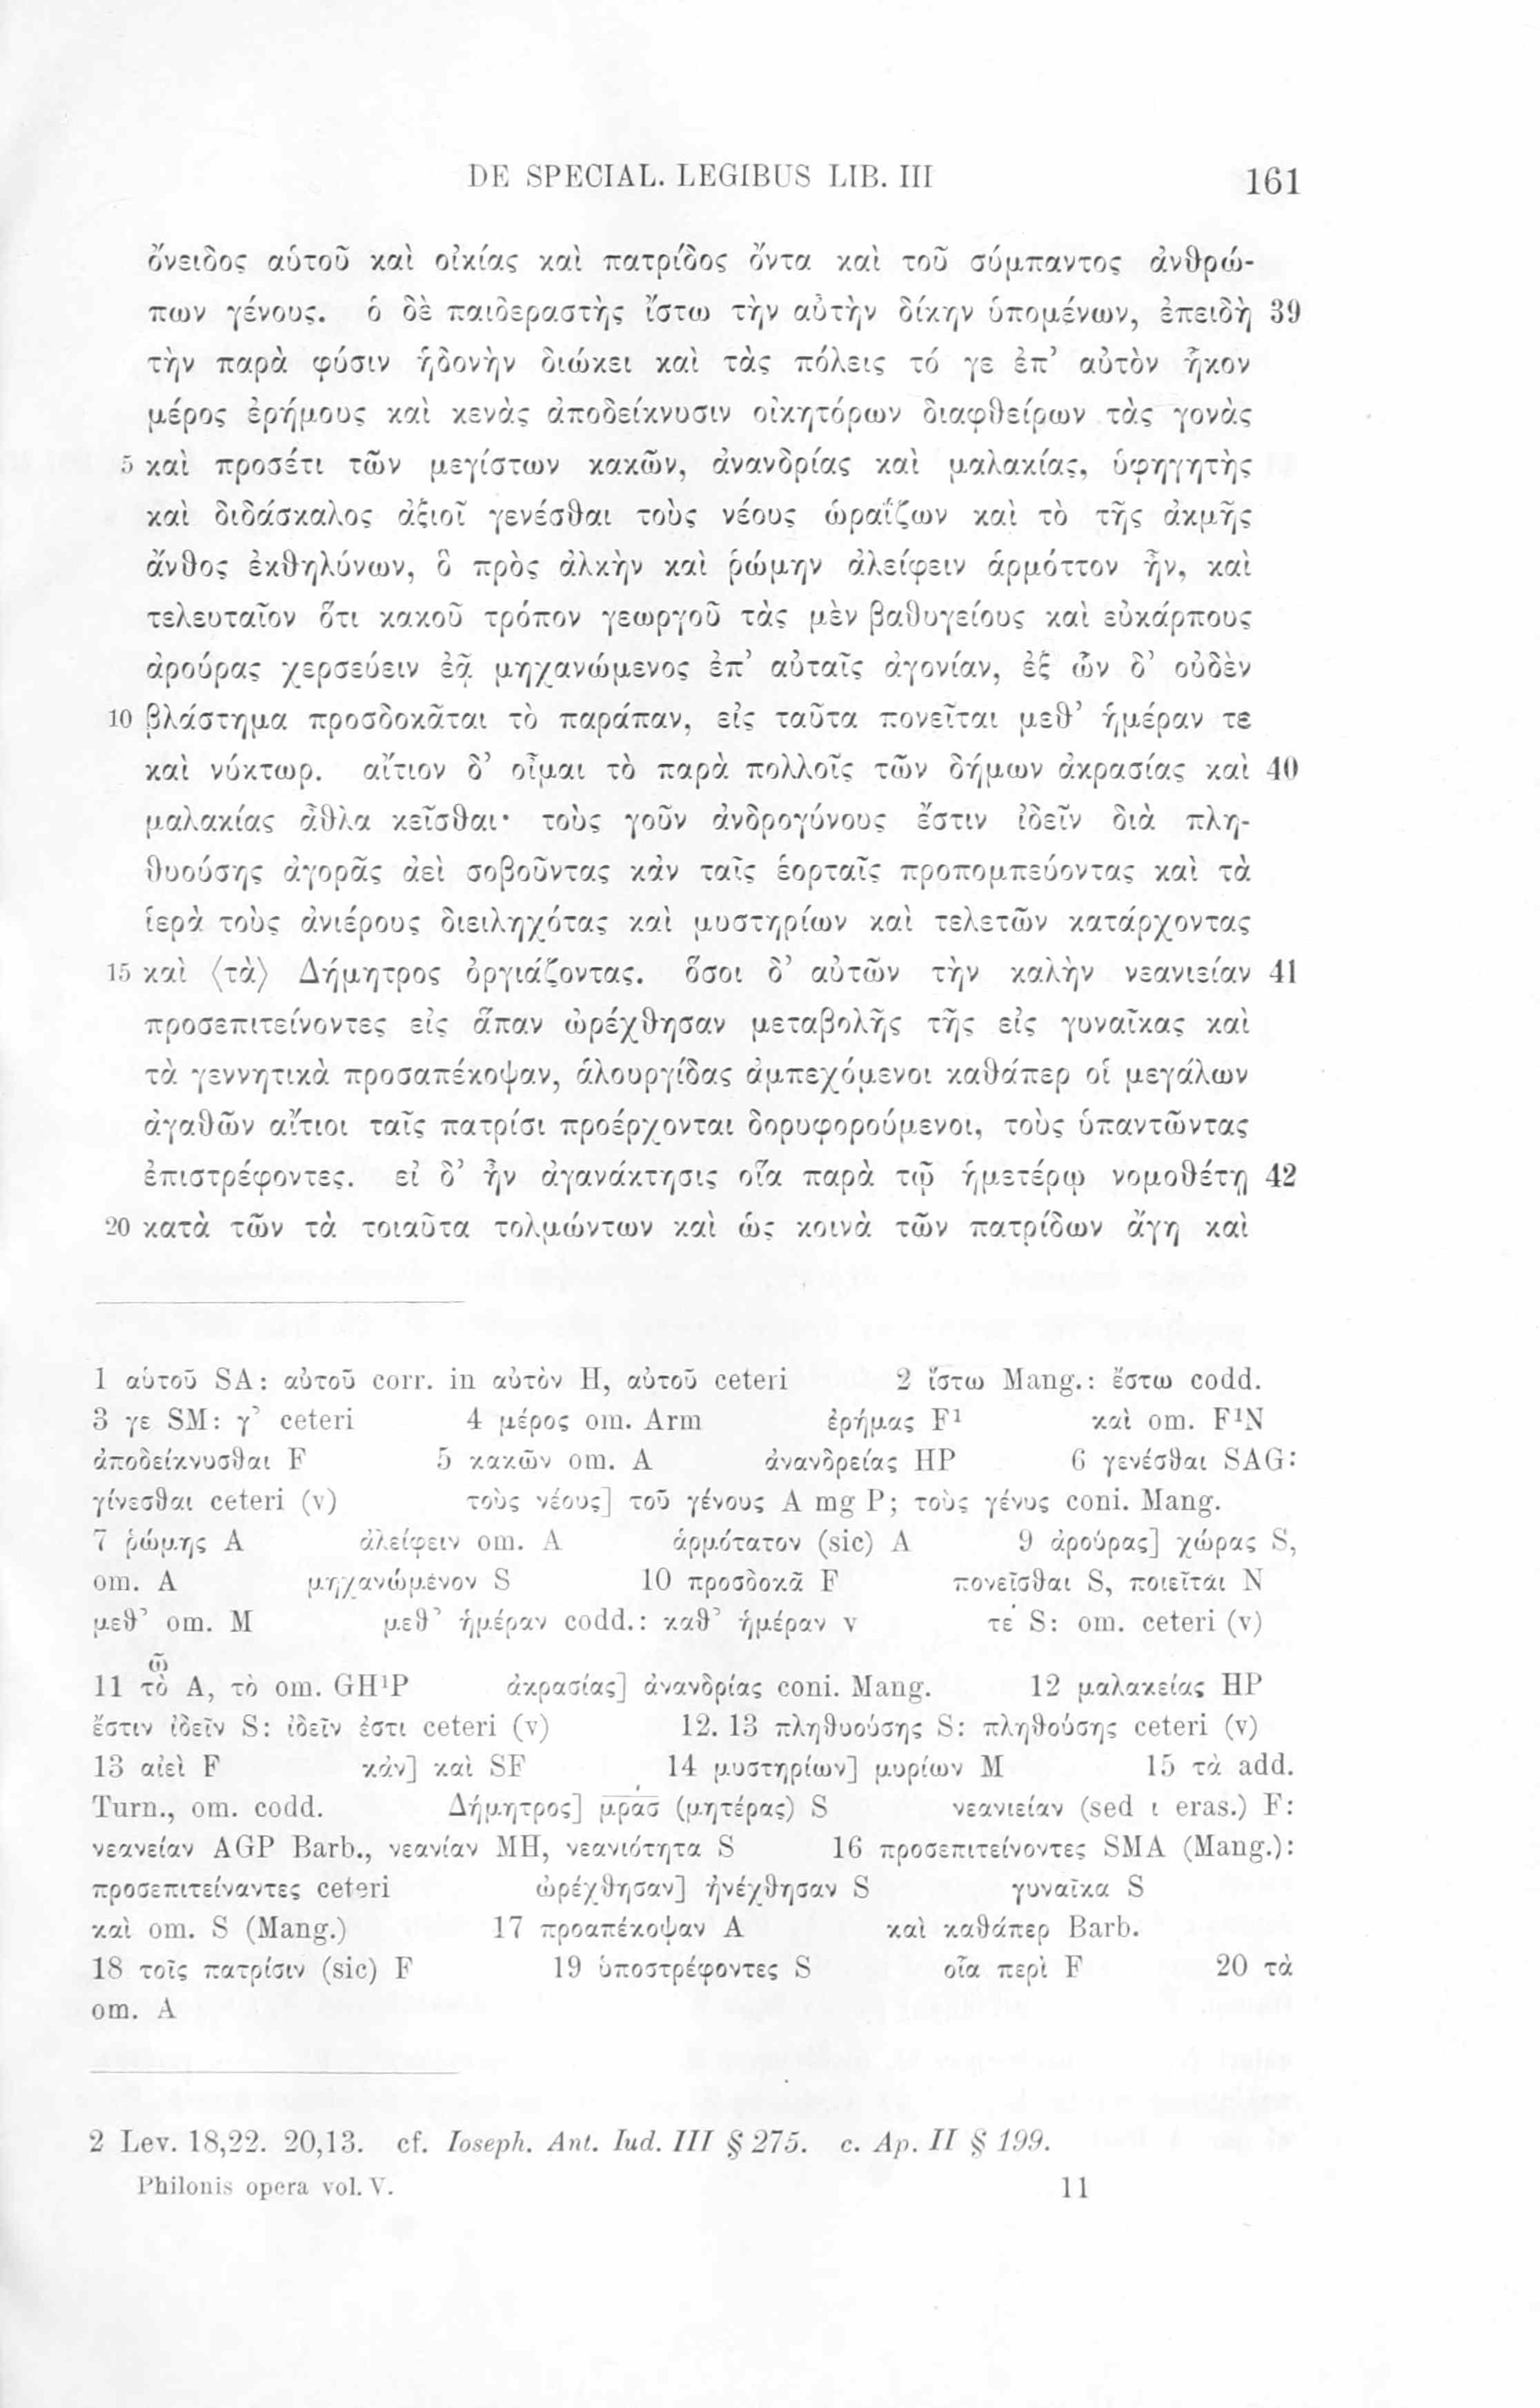 DE SPECIAL. LEGIBUS LIB. III 161
ὄνειδος αὑτοῦ καὶ οἰκίας καὶ πατρίδος ὄντα καὶ τοῦ σύμπαντος ἀνθρώ-
πων γένους. ὁ δὲ παιδεραστὴς ἴστω τὴν αὐτὴν δίκην ὑπομένων, ἐπειδὴ 39
τὴν παρὰ φύσιν ἡδονὴν διώκει καὶ τὰς πόλεις τό γε ἐπ’ αὐτὸν ἧκον
μέρος ἐρήμους καὶ κενὰς ἀποδείκνυσιν οἰκητόρων διαφθείρων τὰς γονὰς
5 καὶ προσέτι τῶν μεγίστων κακῶν, ἀνανδρίας καὶ μαλακίας, ὑφηγητὴς
καὶ διδάσκαλος ἀξιοῖ γενέσθαι τοὺς νέους ὡραΐζων καὶ τὸ τῆς ἀκμῆς
ἄνθος ἐκθηλύνων, ὃ πρὸς ἀλκὴν καὶ ῥώμην ἀλείφειν ἁρμόττον ἦν, καὶ
τελευταῖον ὅτι κακοῦ τρόπον γεωργοῦ τὰς μὲν βαθυγείους καὶ εὐκάρπους
ἀρούρας χερσεύειν ἐᾷ μηχανώμενος ἐπ’ αὐταῖς ἀγονίαν, ἐξ ὧν δ’ οὐδὲν
10 βλάστημα προσδοκᾶται τὸ παράπαν, εἰς ταῦτα πονεῖται μεθ’ ἡμέραν τε
καὶ νύκτωρ. αἴτιον δ’ οἶμαι τὸ παρὰ πολλοῖς τῶν δήμων ἀκρασίας καὶ 40
μαλακίας ἆθλα κεῖσθαι· τοὺς γοῦν ἀνδρογύνους ἔστιν ἰδεῖν διὰ πλη-
θυούσης ἀγορᾶς ἀεὶ σοβοῦντας κἀν ταῖς ἑορταῖς προπομπεύοντας καὶ τὰ
ἱερὰ τοὺς ἀνιέρους διειληχότας καὶ μυστηρίων καὶ τελετῶν κατάρχοντας
15 καὶ ⟨τὰ⟩ Δήμητρος ὀργιάζοντας. ὅσοι δ’ αὐτῶν τὴν καλὴν νεανιείαν 41
προσεπιτείνοντες εἰς ἅπαν ὠρέχθησαν μεταβολῆς τῆς εἰς γυναῖκας καὶ
τὰ γεννητικὰ προσαπέκοψαν, ἁλουργίδας ἀμπεχόμενοι καθάπερ οἱ μεγάλων
ἀγαθῶν αἴτιοι ταῖς πατρίσι προέρχονται δορυφορούμενοι, τοὺς ὑπαντῶντας
ἐπιστρέφοντες. εἰ δ’ ἦν ἀγανάκτησις οἵα παρὰ τῷ ἡμετέρῳ νομοθέτῃ 42
20 κατὰ τῶν τὰ τοιαῦτα τολμώντων καὶ ὡς κοινὰ τῶν πατρίδων ἄγη καὶ
1 αὑτοῦ SA: αὐτοῦ corr. in αὐτὸν H, αὐτοῦ ceteri 2 ἴστω Mang.: ἔστω codd.
3 γε SM: γ’ ceteri 4 μέρος om. Arm ἐρήμας F¹ καὶ om. F¹N
ἀποδείκνυσθαι F 5 κακῶν om. A ἀνανδρείας HP 6 γενέσθαι SAG:
γίνεσθαι ceteri (v) τοὺς νέους] τοῦ γένους A mg P; τοὺς γένυς coni. Mang.
7 ῥώμης A ἀλείφειν om. A ἁρμότατον (sic) A 9 ἀρούρας] χώρας S,
om. A μηχανώμενον S 10 προσδοκᾶ F πονεῖσθαι S, ποιεῖται N
μεθ’ om. M μεθ’ ἡμέραν codd.: καθ’ ἡμέραν v τε S: om. ceteri (v)
ῶ
11 τὸ A, τὸ om. GH¹P ἀκρασίας] ἀνανδρίας coni. Mang. 12 μαλακείας HP
ἔστιν ἰδεῖν S: ἰδεῖν ἐστι ceteri (v) 12. 13 πληθυούσης S: πληθούσης ceteri (v)
13 αἰεὶ F κἀν] καὶ SF 14 μυστηρίων] μυρίων M 15 τὰ add.
Turn., om. codd. Δήμητρος] μ̅ρ̅ά̅σ̅ (μητέρας) S νεανιείαν (sed ι eras.) F:
νεανείαν AGP Barb., νεανίαν MH, νεανιότητα S 16 προσεπιτείνοντες SMA (Mang.):
προσεπιτείναντες ceteri ὠρέχθησαν] ἠνέχθησαν S γυναῖκα S
καὶ om. S (Mang.) 17 προαπέκοψαν A καὶ καθάπερ Barb.
18 τοῖς πατρίσιν (sic) F 19 ὑποστρέφοντες S οἷα περὶ F 20 τὰ
om. A
2 Lev. 18,22. 20,13. cf. Ioseph. Ant. Iud. III § 275. c. Ap. II § 199.
Philonis opera vol. V. 11